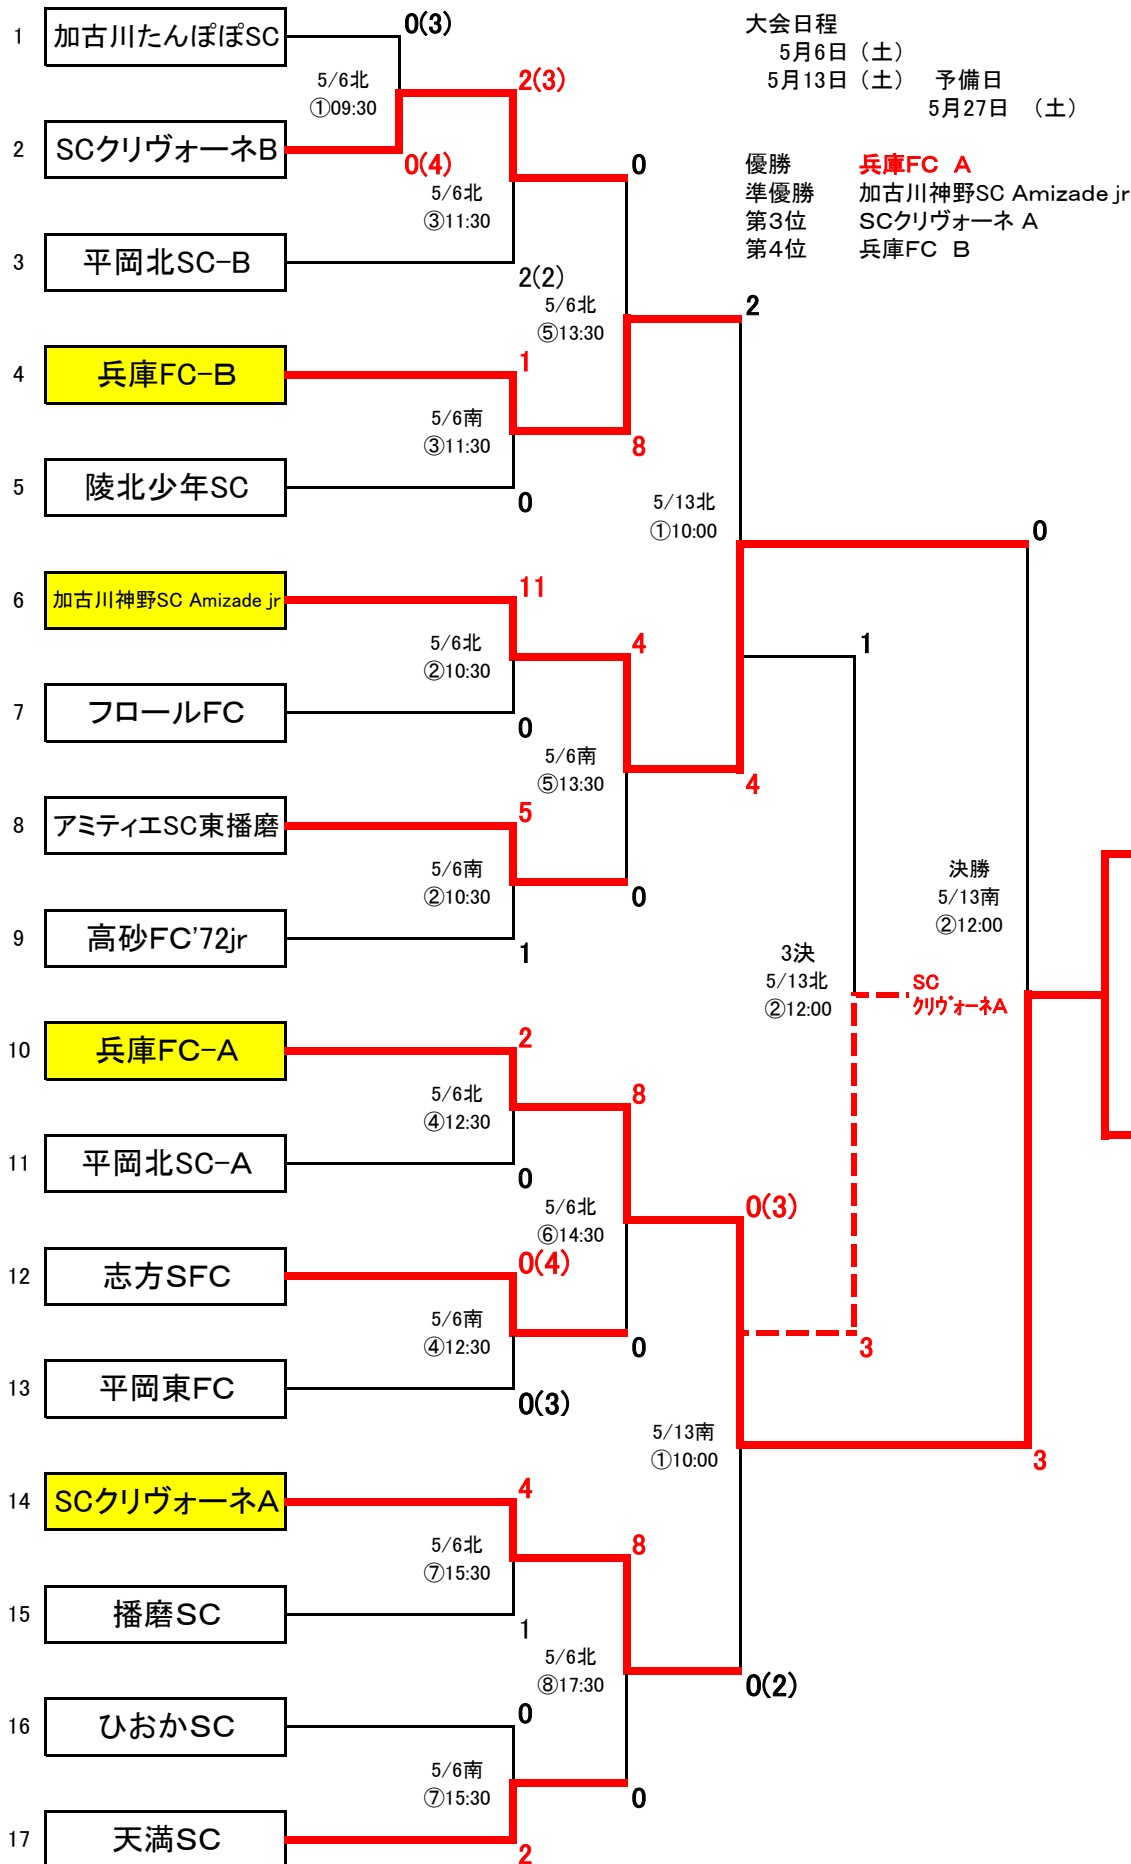 大会日程
5月6日（土）
5月13日（土） 予備日
5月27日 （土）
優勝 兵庫FC A
準優勝 加古川神野SC Amizade jr
第3位 SCクリヴォーネ A
第4位 兵庫FC B
1 加古川たんぽぽSC 0(3)
5/6北
①09:30
2(3)
2 SCクリヴォーネB 0(4)
0
5/6北
③11:30
3 平岡北SC-B 2(2)
5/6北
⑤13:30
2
4 兵庫FC-B 1
5/6南
③11:30
8
5 陵北少年SC 0
5/13北
①10:00
0
6 加古川神野SC Amizade jr 11
5/6北
②10:30
4
1
7 フロールFC 0
5/6南
⑤13:30
4
8 アミティエSC東播磨 5
5/6南
②10:30
0
決勝
5/13南
②12:00
9 高砂FC'72jr 1
3決
5/13北
②12:00
SC
クリヴォーネA
10 兵庫FC-A 2
5/6北
④12:30
8
11 平岡北SC-A 0
5/6北
⑥14:30
0(3)
12 志方SFC 0(4)
5/6南
④12:30
0
3
13 平岡東FC 0(3)
5/13南
①10:00
3
14 SCクリヴォーネA 4
5/6北
⑦15:30
8
15 播磨SC 1
5/6北
⑧17:30
0(2)
16 ひおかSC 0
5/6南
⑦15:30
0
17 天満SC 2